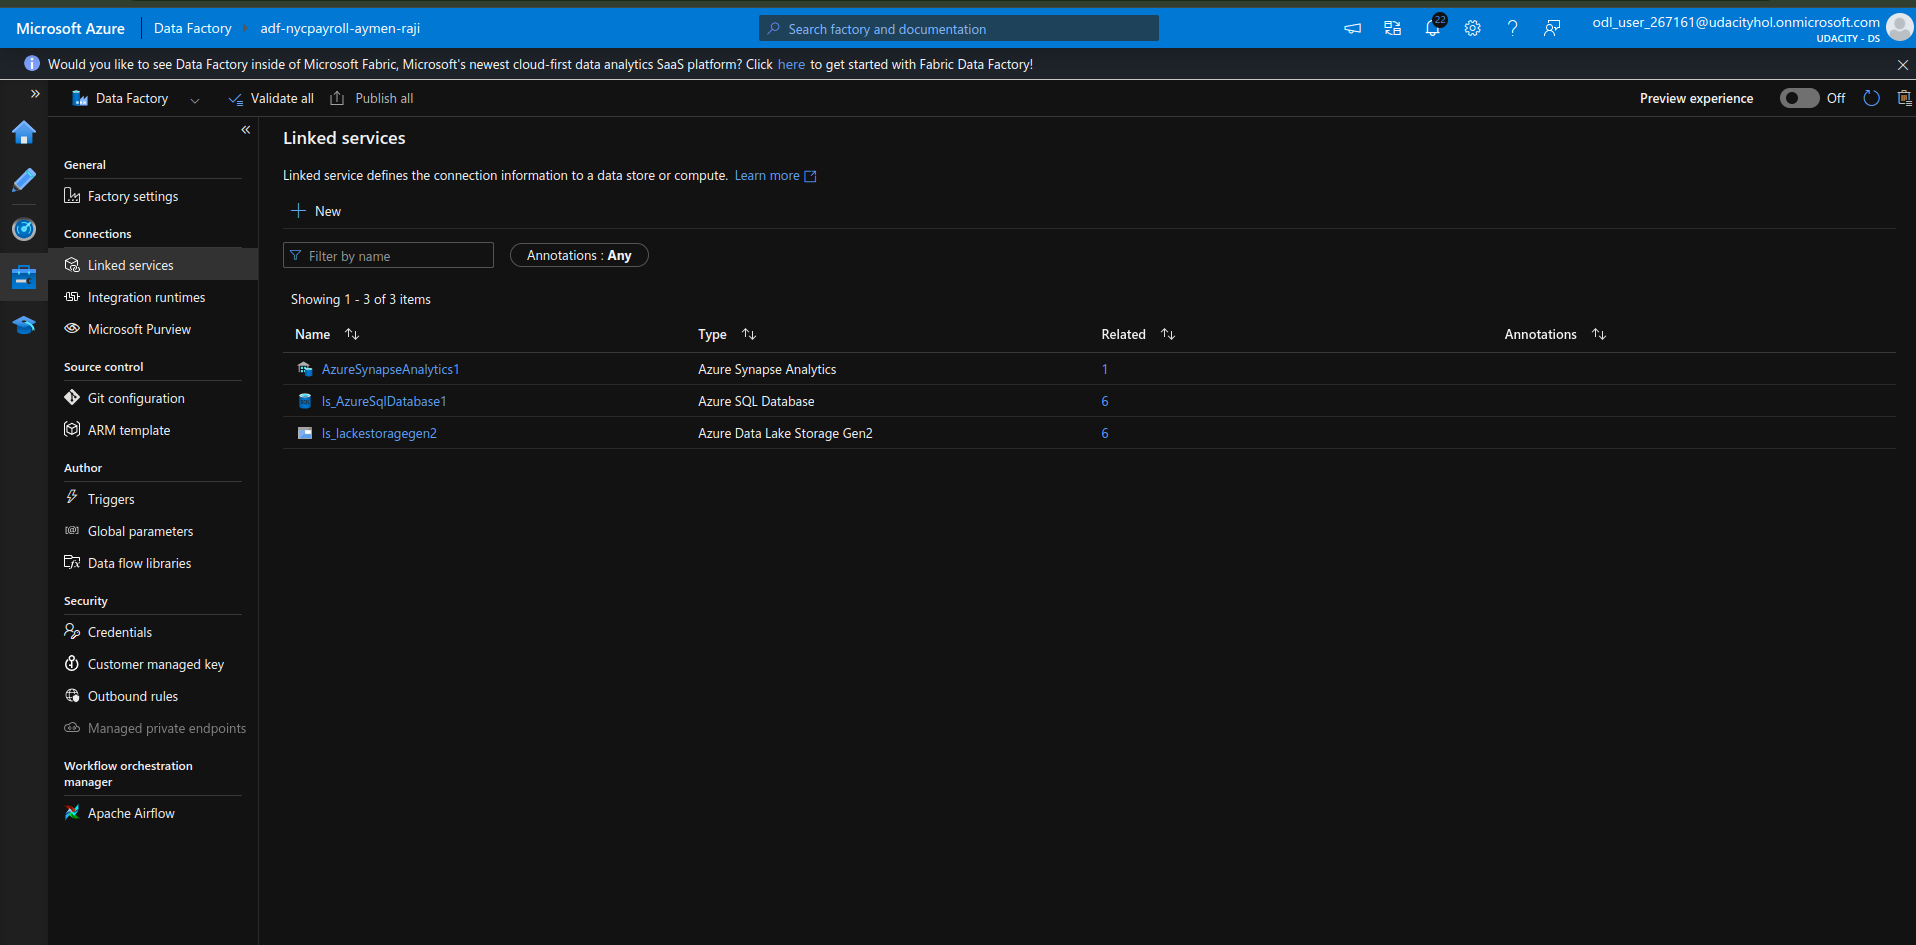 Microsoft Azure Data Factory adf-nycpayroll-aymen-raji Search factory and documentation 22 odl_user_267161@udacityhol.onmicrosoft.com
UDACITY - DS
Would you like to see Data Factory inside of Microsoft Fabric, Microsoft's newest cloud-first data analytics SaaS platform? Click here to get started with Fabric Data Factory!
Data Factory Validate all Publish all Preview experience Off
General
Factory settings
Connections
Linked services
Integration runtimes
Microsoft Purview
Source control
Git configuration
ARM template
Author
Triggers
Global parameters
Data flow libraries
Security
Credentials
Customer managed key
Outbound rules
Managed private endpoints
Workflow orchestration
manager
Apache Airflow
Linked services
Linked service defines the connection information to a data store or compute. Learn more
New
Filter by name Annotations : Any
Showing 1 - 3 of 3 items
Name Type Related Annotations
AzureSynapseAnalytics1 Azure Synapse Analytics 1
ls_AzureSqlDatabase1 Azure SQL Database 6
ls_lackestoragegen2 Azure Data Lake Storage Gen2 6